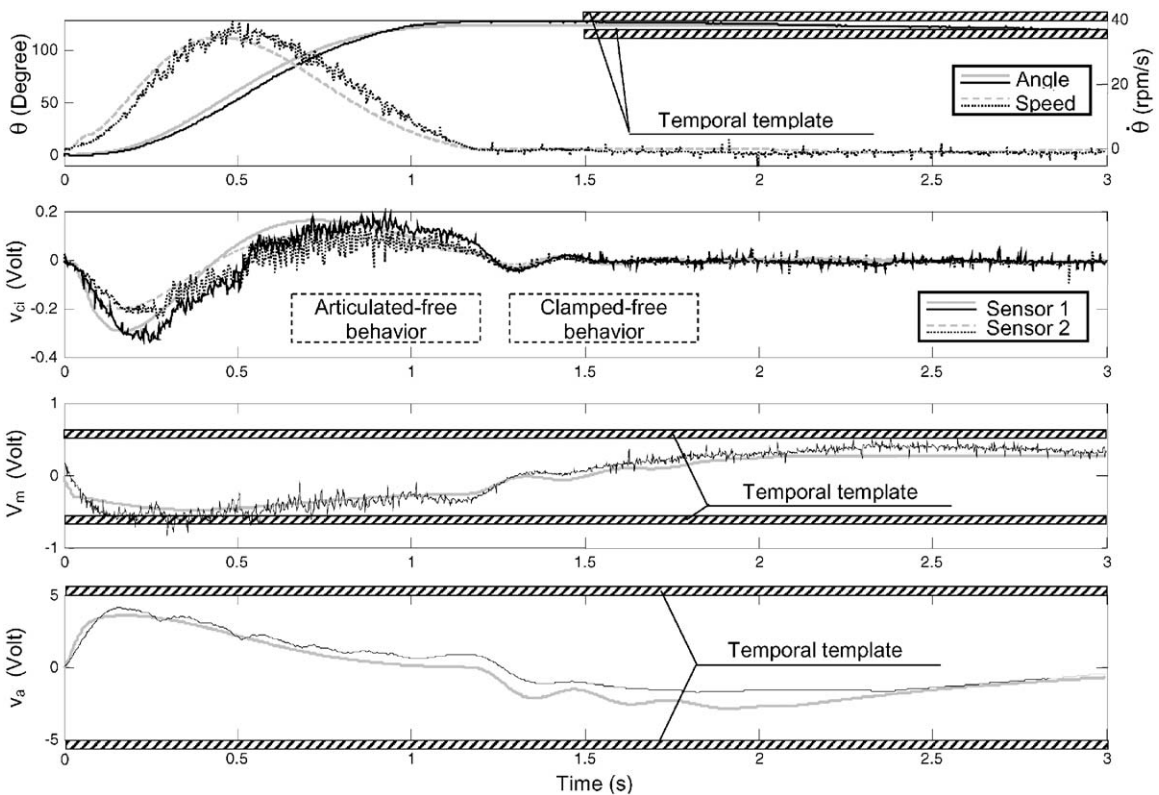 θ (Degree)
100
50
0
40
20
0
θ̇ (rpm/s)
Angle
Speed
Temporal template
0 0.5 1 1.5 2 2.5 3
v_ci (Volt)
0.2
0
-0.2
-0.4
Articulated-free
behavior
Clamped-free
behavior
Sensor 1
Sensor 2
0 0.5 1 1.5 2 2.5 3
V_m (Volt)
1
0
-1
Temporal template
0 0.5 1 1.5 2 2.5 3
v_a (Volt)
5
0
-5
Temporal template
0 0.5 1 1.5 2 2.5 3
Time (s)